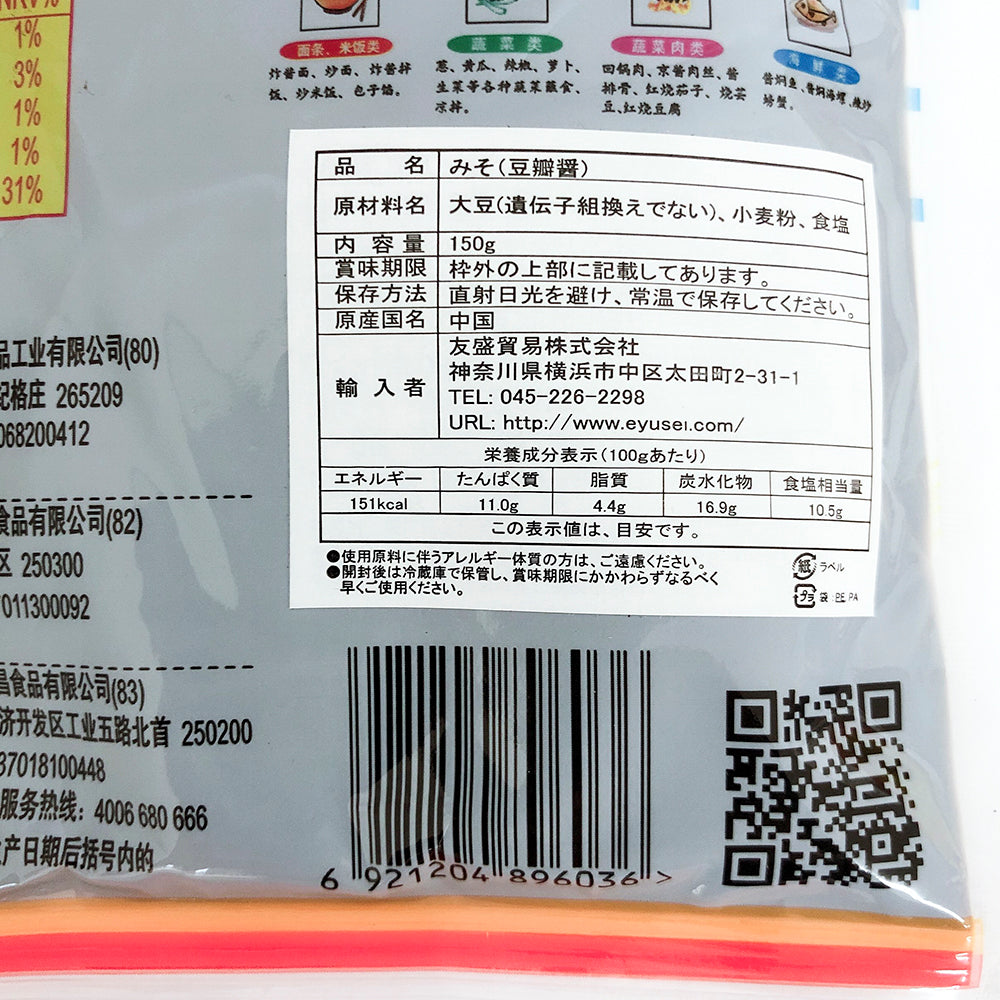 NRV%
1%
3%
1%
1%
31%
面条、米饭类
炸酱面、炒面、炸酱拌
饭、炒米饭、包子馅。
蔬菜类
葱、黄瓜、辣椒、萝卜、
生菜等各种蔬菜蘸食、
凉拌。
蔬菜肉类
回锅肉、京酱肉丝、酱
排骨、红烧茄子、烧芸
豆、红烧豆腐
海鲜类
酱焖鱼、酱焖海螺、辣炒
螃蟹。
品名 みそ(豆瓣醤)
原材料名 大豆(遺伝子組換えでない)、小麦粉、食塩
内容量 150g
賞味期限 枠外の上部に記載してあります。
保存方法 直射日光を避け、常温で保存してください。
原産国名 中国
輸入者 友盛貿易株式会社
神奈川県横浜市中区太田町2-31-1
TEL: 045-226-2298
URL: http://www.eyusei.com/
栄養成分表示(100gあたり)
エネルギー たんぱく質 脂質 炭水化物 食塩相当量
151kcal 11.0g 4.4g 16.9g 10.5g
この表示値は、目安です。
●使用原料に伴うアレルギー体質の方は、ご遠慮ください。
●開封後は冷蔵庫で保管し、賞味期限にかかわらずなるべく
早くご使用ください。
紙 ラベル
プラ 袋:PE.PA
品工业有限公司(80)
纪格庄 265209
068200412
食品有限公司(82)
区 250300
7011300092
昌食品有限公司(83)
济开发区工业五路北首 250200
37018100448
服务热线: 4006 680 666
产日期后括号内的
6 921204 896036 >